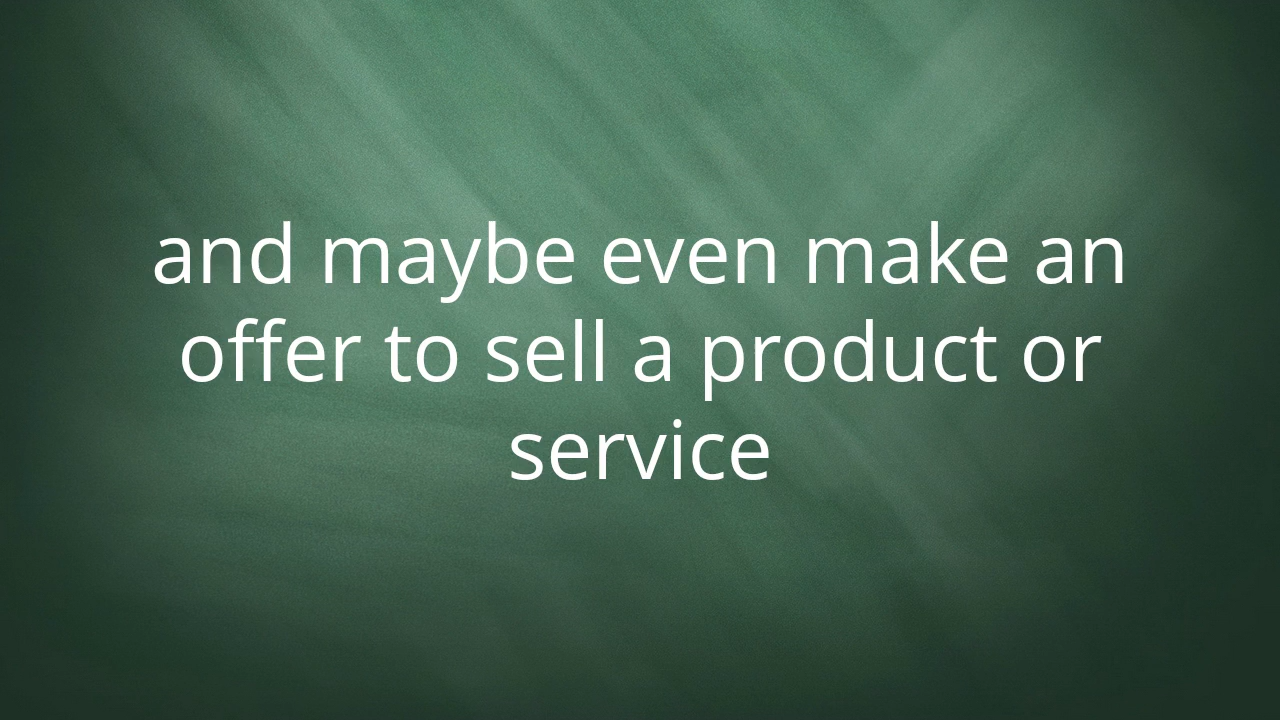 and maybe even make an
offer to sell a product or
service